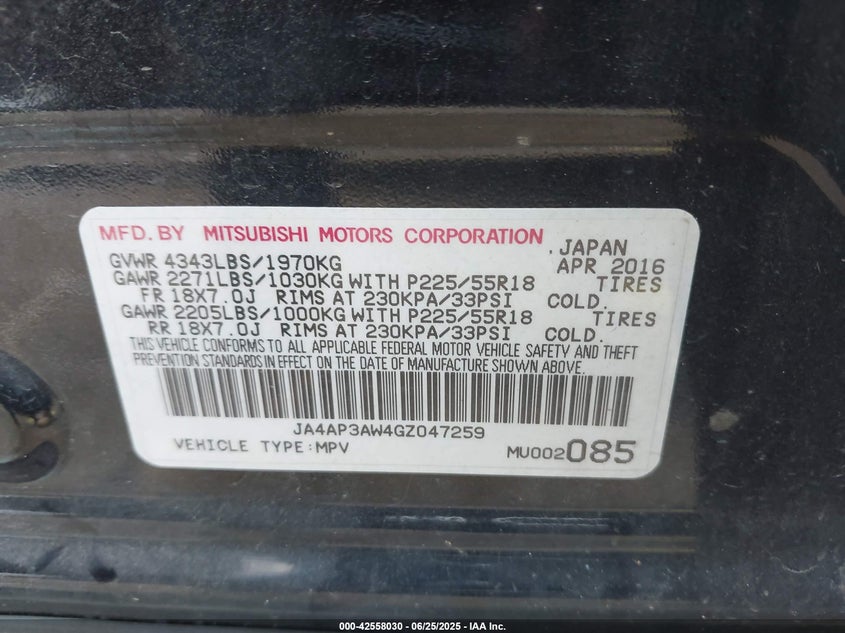 MFD. BY MITSUBISHI MOTORS CORPORATION . JAPAN
GVWR 4343LBS/1970KG APR 2016
GAWR 2271LBS/1030KG WITH P225/55R18 TIRES
FR 18X7.0J RIMS AT 230KPA/33PSI COLD.
GAWR 2205LBS/1000KG WITH P225/55R18 TIRES
RR 18X7.0J RIMS AT 230KPA/33PSI COLD.
THIS VEHICLE CONFORMS TO ALL APPLICABLE FEDERAL MOTOR VEHICLE SAFETY AND THEFT
PREVENTION STANDARDS IN EFFECT ON THE DATE OF MANUFACTURE SHOWN ABOVE.
JA4AP3AW4GZ047259
VEHICLE TYPE:MPV MU002085
000-42558030 - 06/25/2025 - IAA Inc.